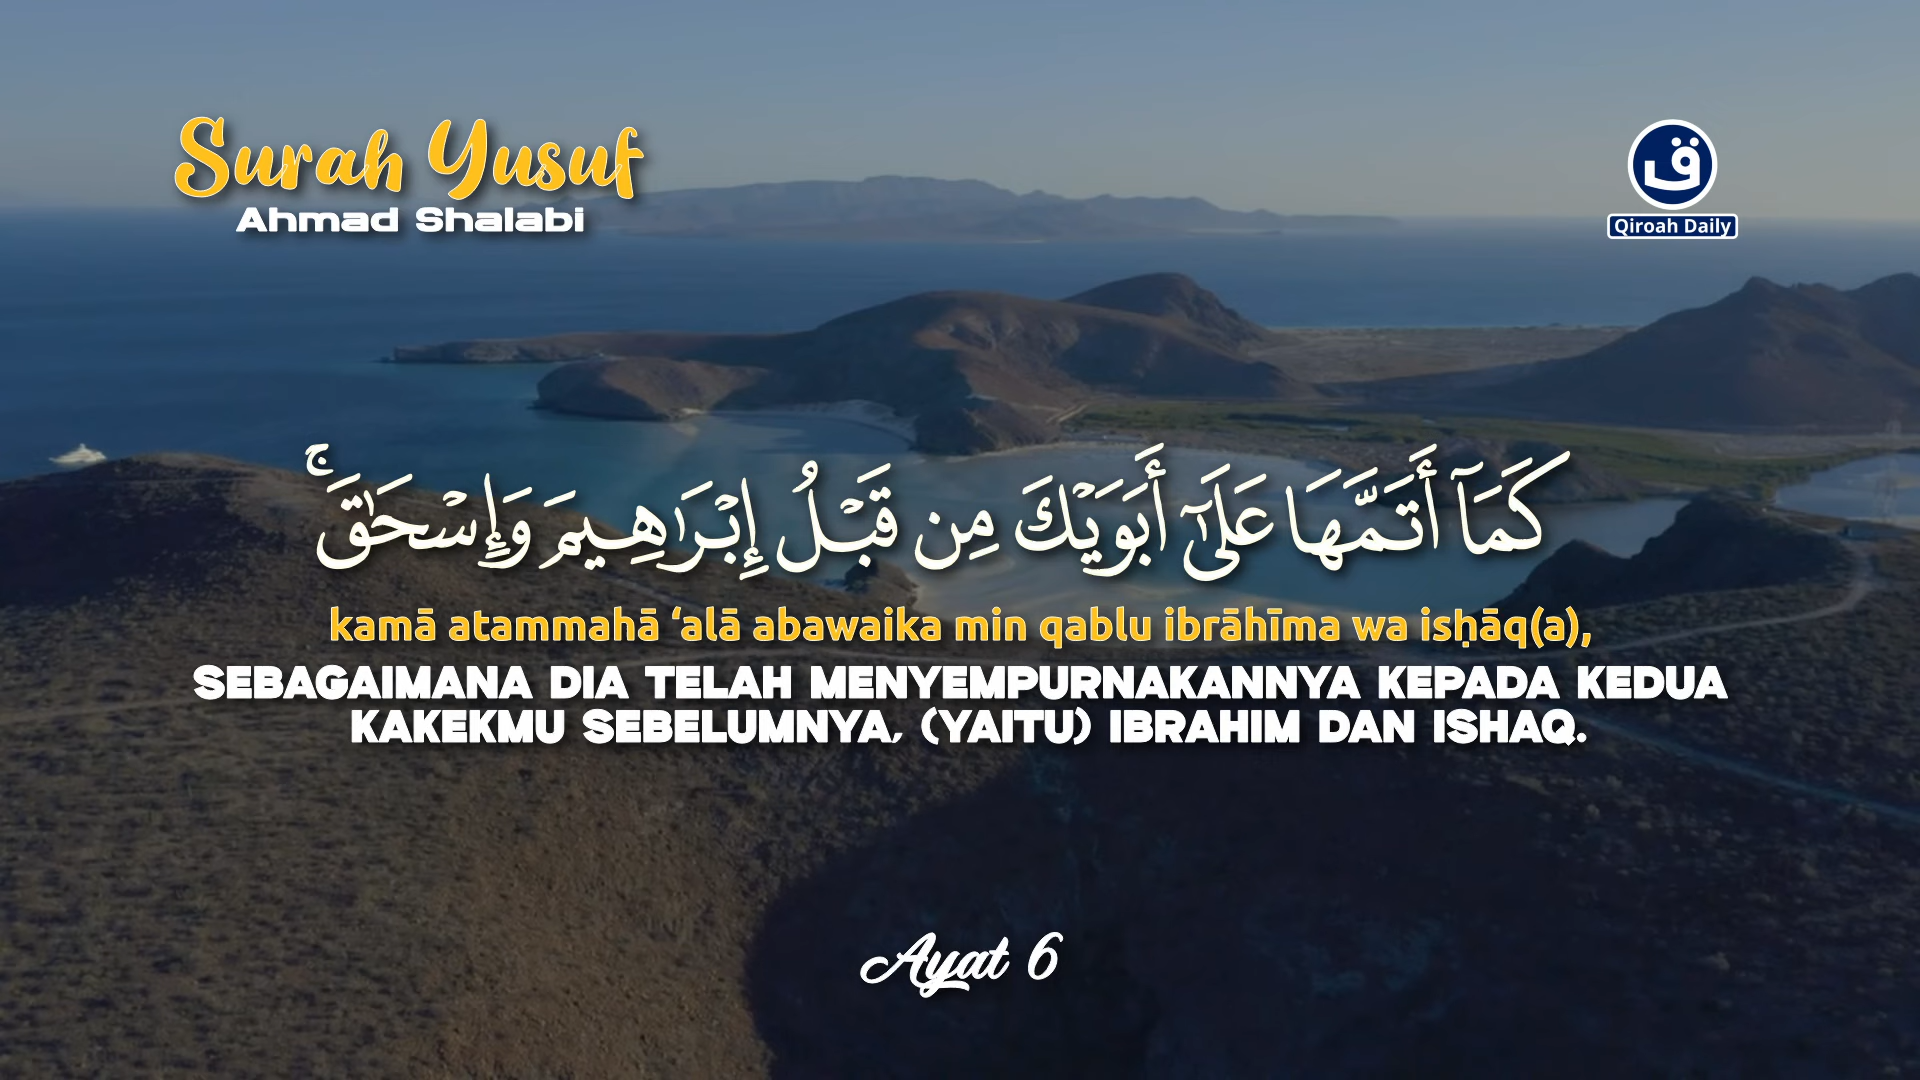 Surah Yusuf
Ahmad Shalabi
ق
Qiroah Daily
كَمَآ أَتَمَّهَا عَلَىٰٓ أَبَوَيْكَ مِن قَبْلُ إِبْرَٰهِيمَ وَإِسْحَٰقَ ۚ
kamā atammahā ‘alā abawaika min qablu ibrāhīma wa isḥāq(a),
SEBAGAIMANA DIA TELAH MENYEMPURNAKANNYA KEPADA KEDUA
KAKEKMU SEBELUMNYA, (YAITU) IBRAHIM DAN ISHAQ.
Ayat 6